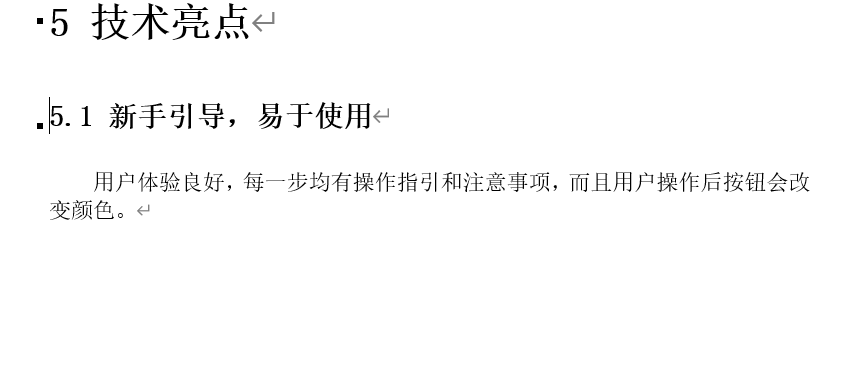 5 技术亮点
5.1 新手引导，易于使用
用户体验良好，每一步均有操作指引和注意事项，而且用户操作后按钮会改
变颜色。